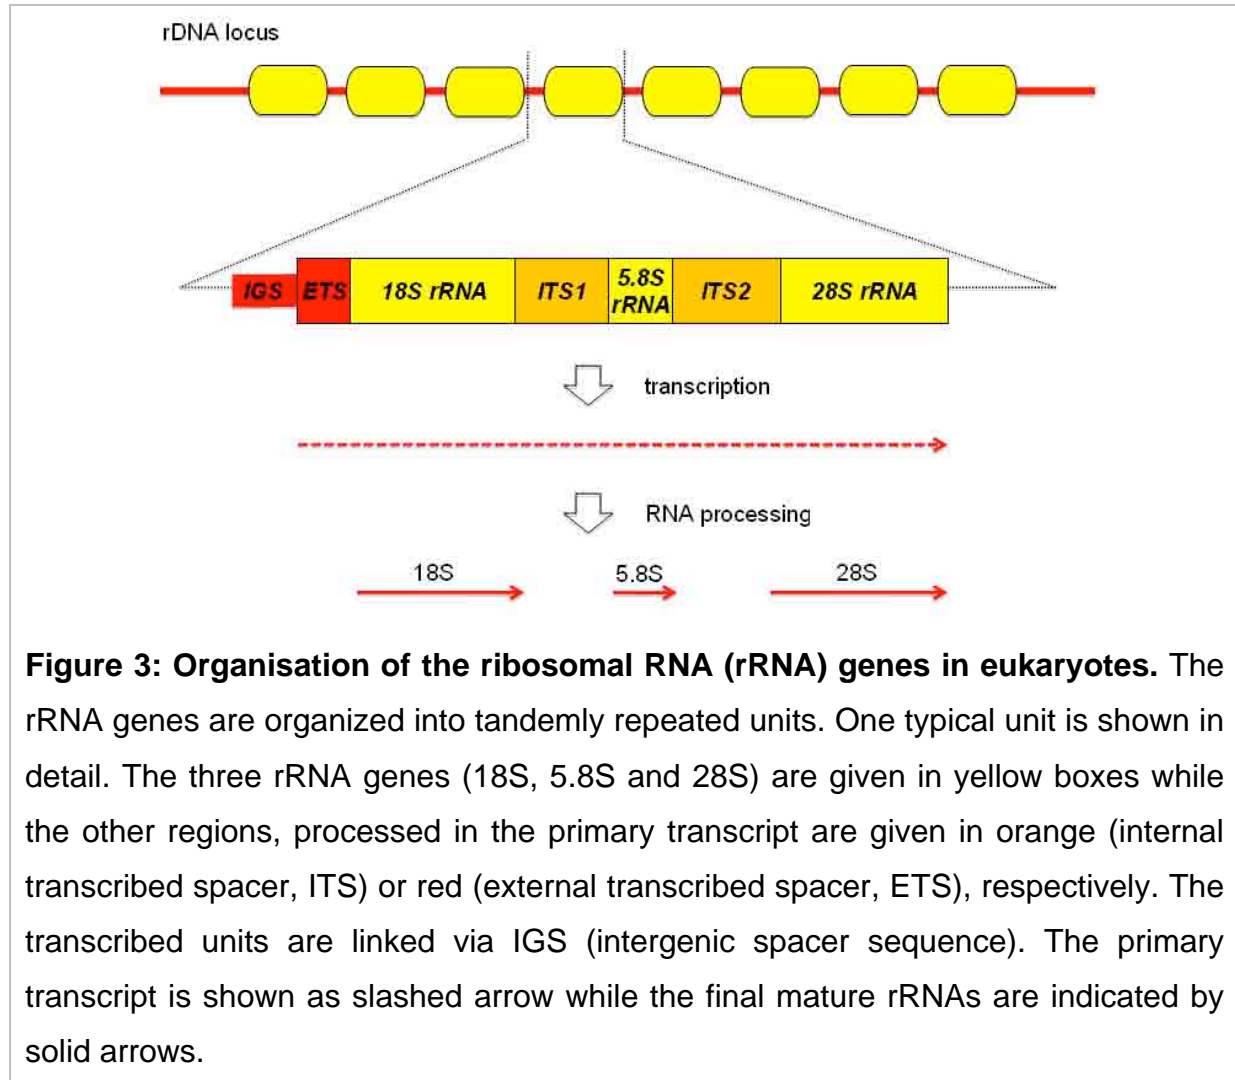 rDNA locus
IGS ETS 18S rRNA ITS1 5.8S rRNA ITS2 28S rRNA
transcription
RNA processing
18S 5.8S 28S
Figure 3: Organisation of the ribosomal RNA (rRNA) genes in eukaryotes. The
rRNA genes are organized into tandemly repeated units. One typical unit is shown in
detail. The three rRNA genes (18S, 5.8S and 28S) are given in yellow boxes while
the other regions, processed in the primary transcript are given in orange (internal
transcribed spacer, ITS) or red (external transcribed spacer, ETS), respectively. The
transcribed units are linked via IGS (intergenic spacer sequence). The primary
transcript is shown as slashed arrow while the final mature rRNAs are indicated by
solid arrows.